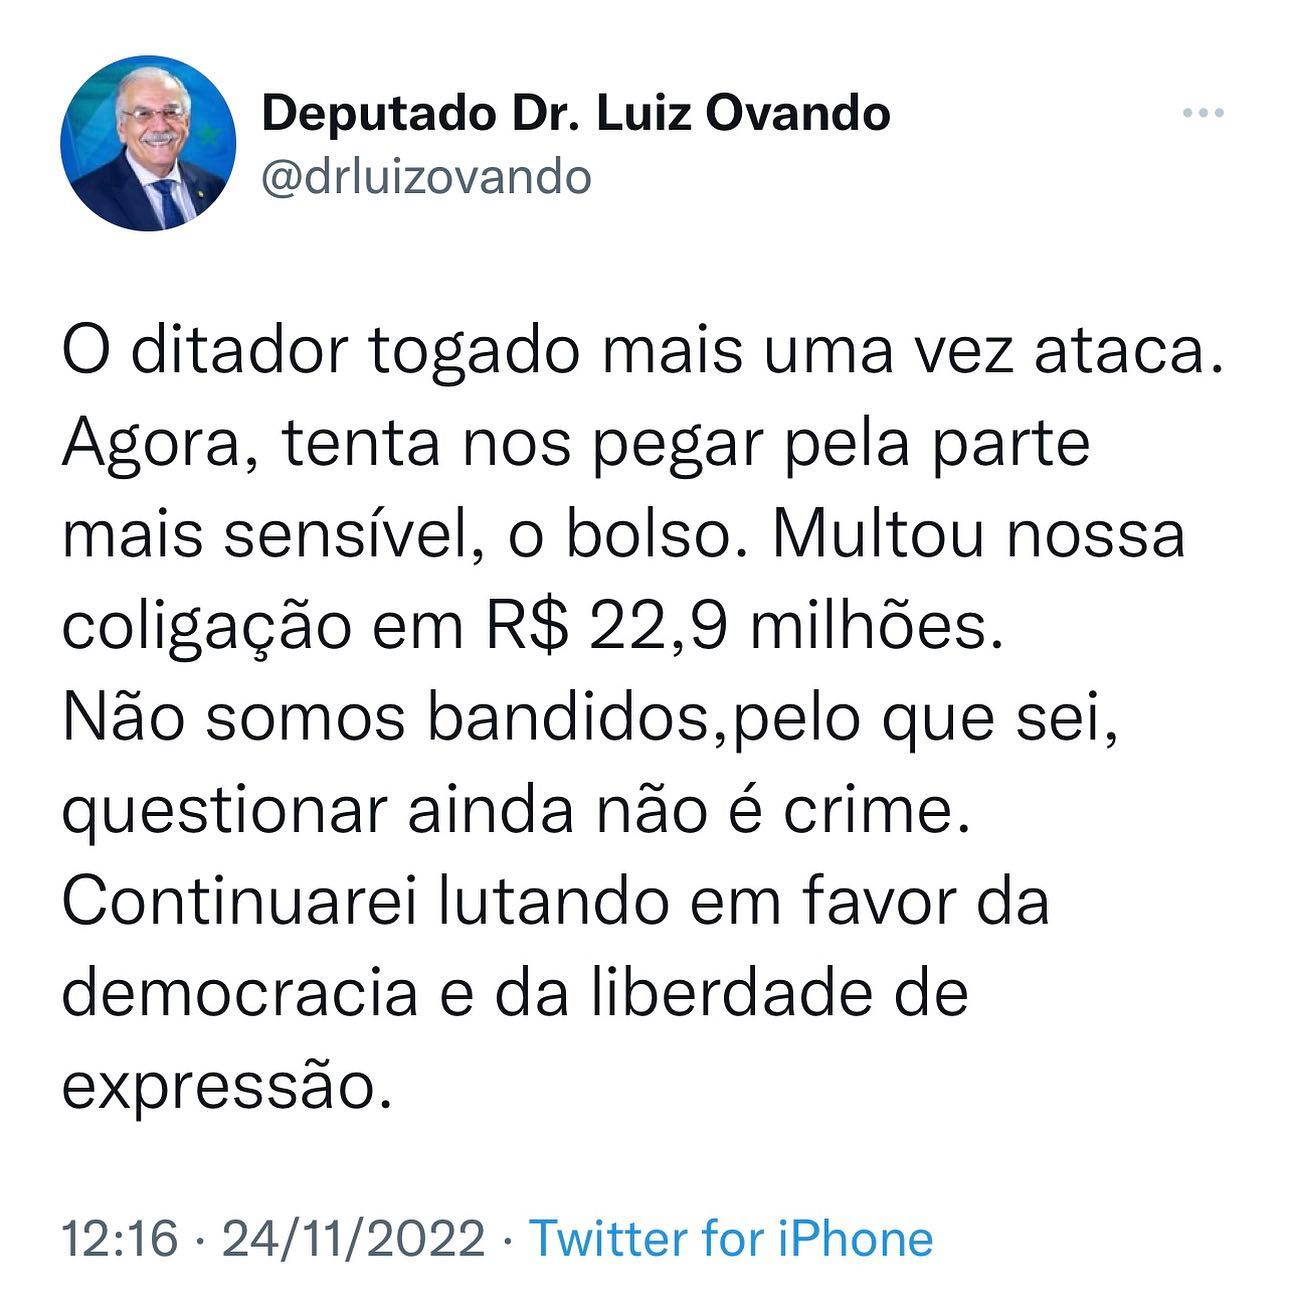 Deputado Dr. Luiz Ovando
@drluizovando
O ditador togado mais uma vez ataca.
Agora, tenta nos pegar pela parte
mais sensível, o bolso. Multou nossa
coligação em R$ 22,9 milhões.
Não somos bandidos,pelo que sei,
questionar ainda não é crime.
Continuarei lutando em favor da
democracia e da liberdade de
expressão.
12:16 · 24/11/2022 · Twitter for iPhone